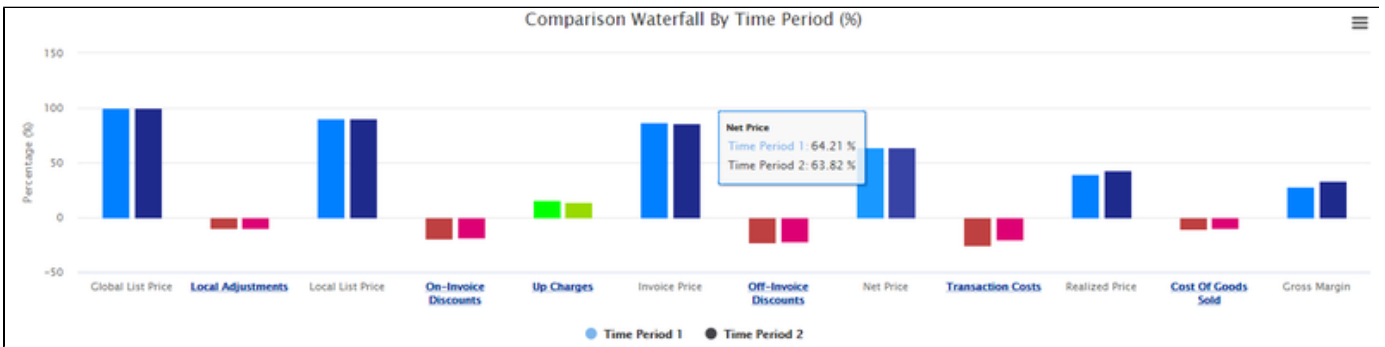 Comparison Waterfall By Time Period (%)
150
100
50
0
-50
Percentage (%)
Net Price
Time Period 1: 64.21 %
Time Period 2: 63.82 %
Global List Price
Local Adjustments
Local List Price
On-Invoice
Discounts
Up Charges
Invoice Price
Off-Invoice
Discounts
Net Price
Transaction Costs
Realized Price
Cost Of Goods
Sold
Gross Margin
Time Period 1
Time Period 2